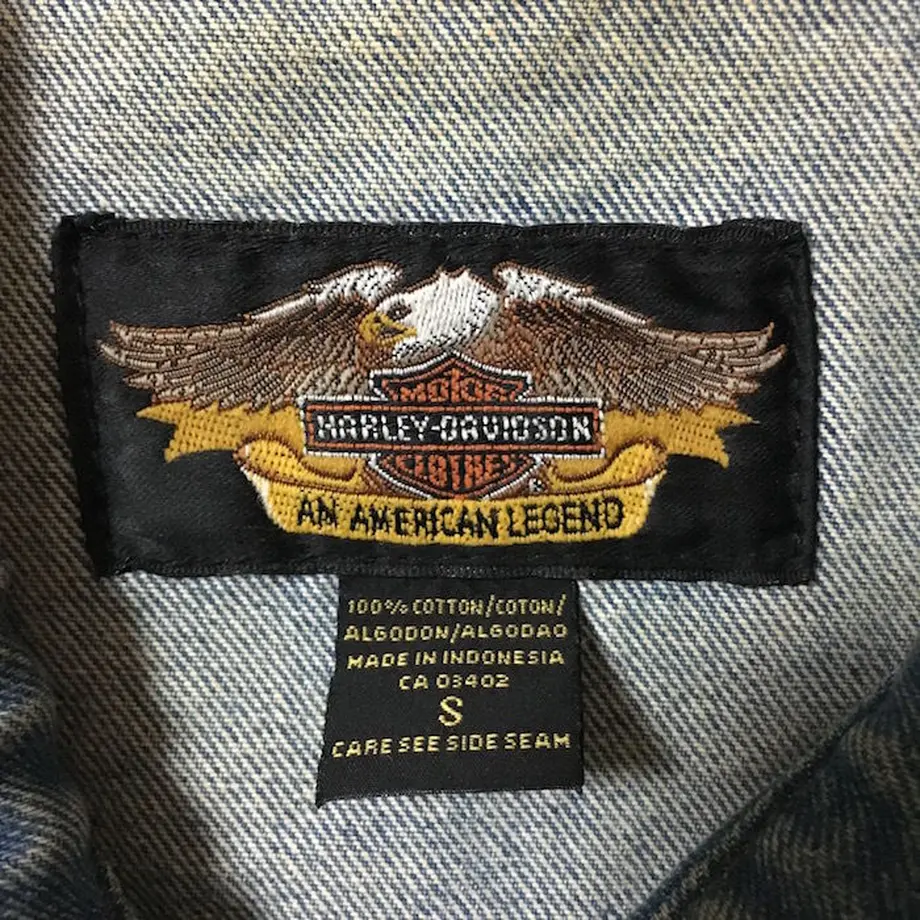 MOTOR
HARLEY-DAVIDSON
CLOTHES
®
AN AMERICAN LEGEND
100% COTTON/COTON/
ALGODON/ALGODAO
MADE IN INDONESIA
CA 03402
S
CARE SEE SIDE SEAM